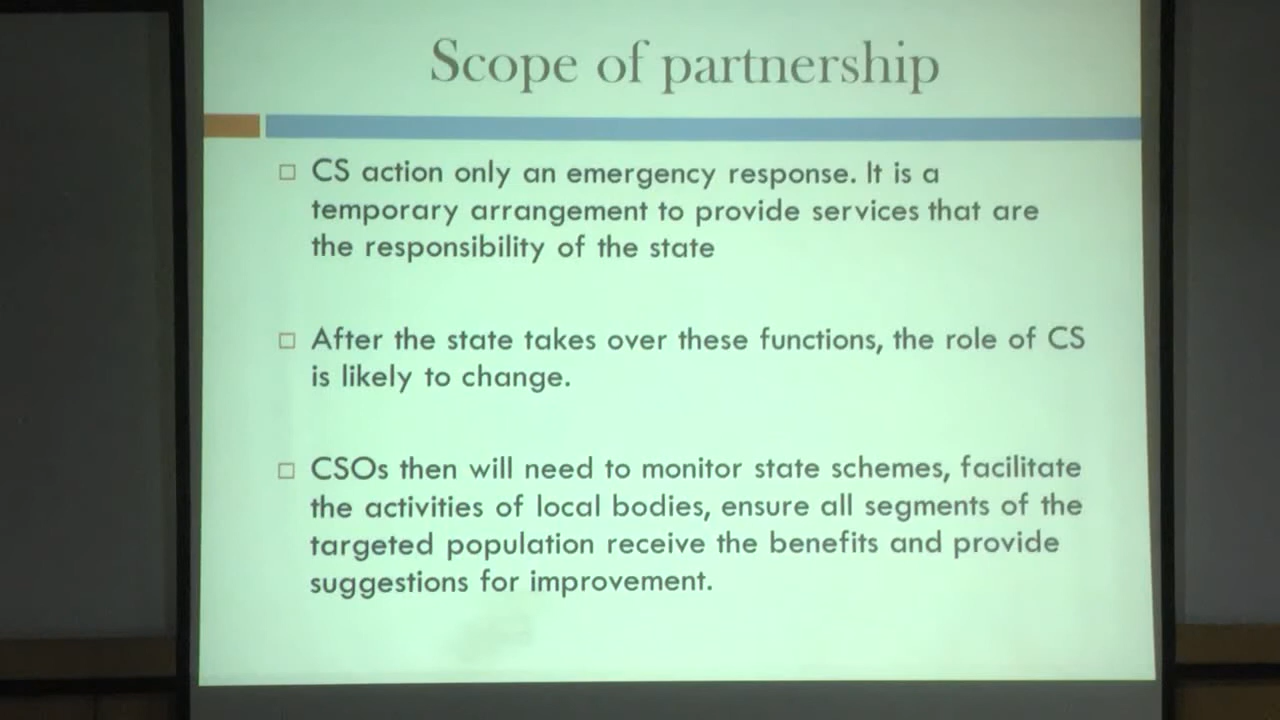 Scope of partnership
CS action only an emergency response. It is a
temporary arrangement to provide services that are
the responsibility of the state
After the state takes over these functions, the role of CS
is likely to change.
CSOs then will need to monitor state schemes, facilitate
the activities of local bodies, ensure all segments of the
targeted population receive the benefits and provide
suggestions for improvement.